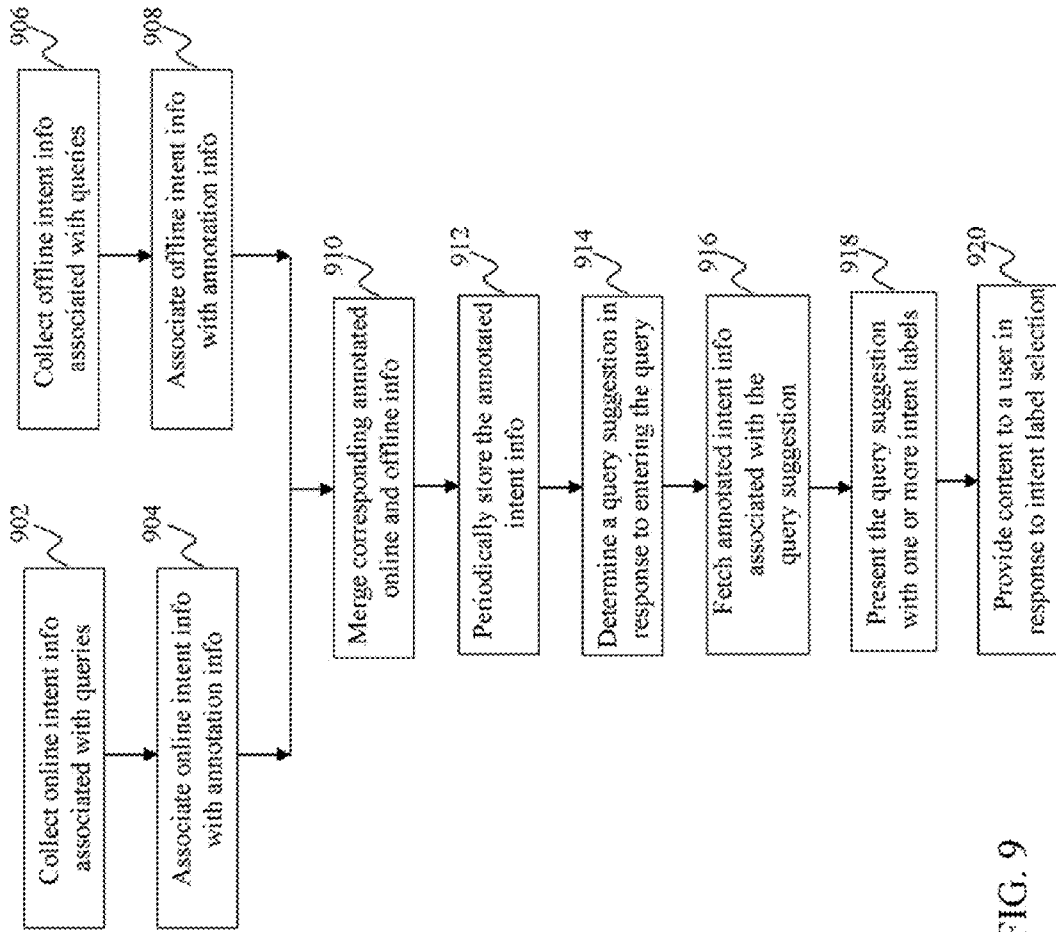 902
Collect online intent info
associated with queries
904
Associate online intent info
with annotation info
906
Collect offline intent info
associated with queries
908
Associate offline intent info
with annotation info
910
Merge corresponding annotated
online and offline info
912
Periodically store the annotated
intent info
914
Determine a query suggestion in
response to entering the query
916
Fetch annotated intent info
associated with the
query suggestion
918
Present the query suggestion
with one or more intent labels
920
Provide content to a user in
response to intent label selection
FIG. 9